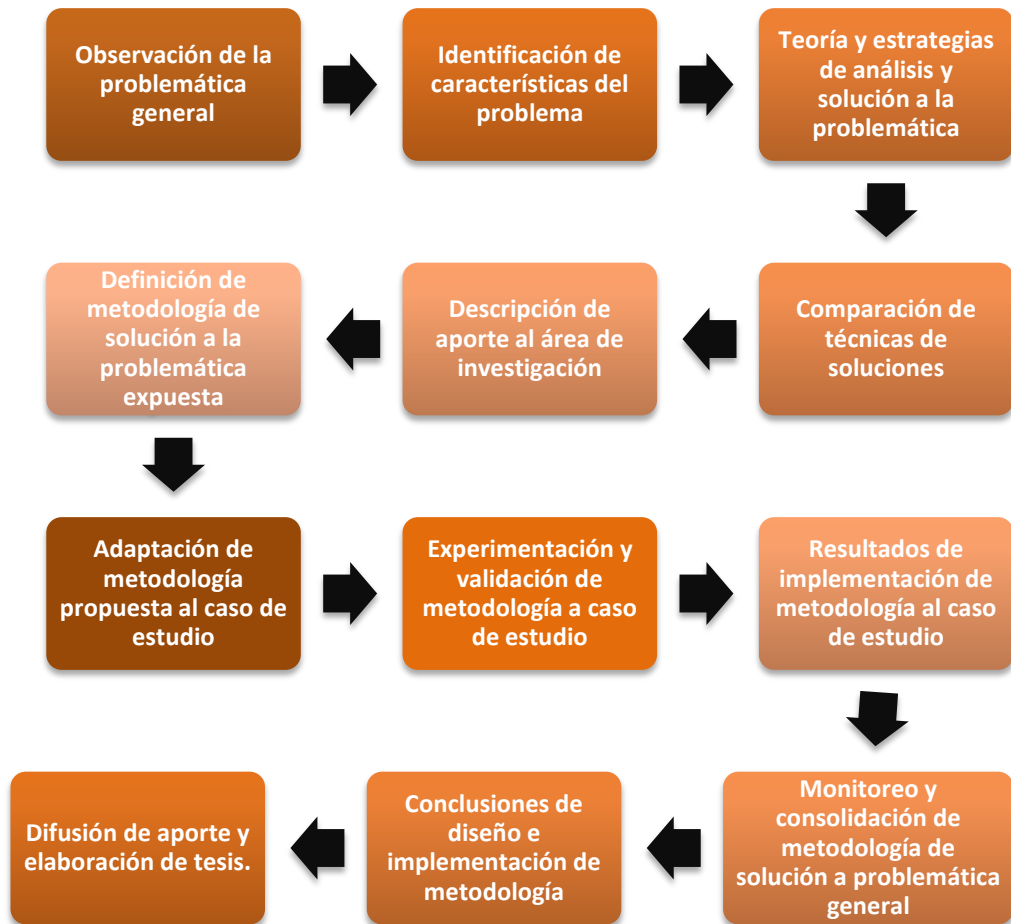 Observación de la
problemática
general
Identificación de
características del
problema
Teoría y estrategias
de análisis y
solución a la
problemática
Comparación de
técnicas de
soluciones
Descripción de
aporte al área de
investigación
Definición de
metodología de
solución a la
problemática
expuesta
Adaptación de
metodología
propuesta al caso de
estudio
Experimentación y
validación de
metodología a caso
de estudio
Resultados de
implementación de
metodología al caso
de estudio
Monitoreo y
consolidación de
metodología de
solución a problemática
general
Conclusiones de
diseño e
implementación de
metodología
Difusión de aporte y
elaboración de tesis.